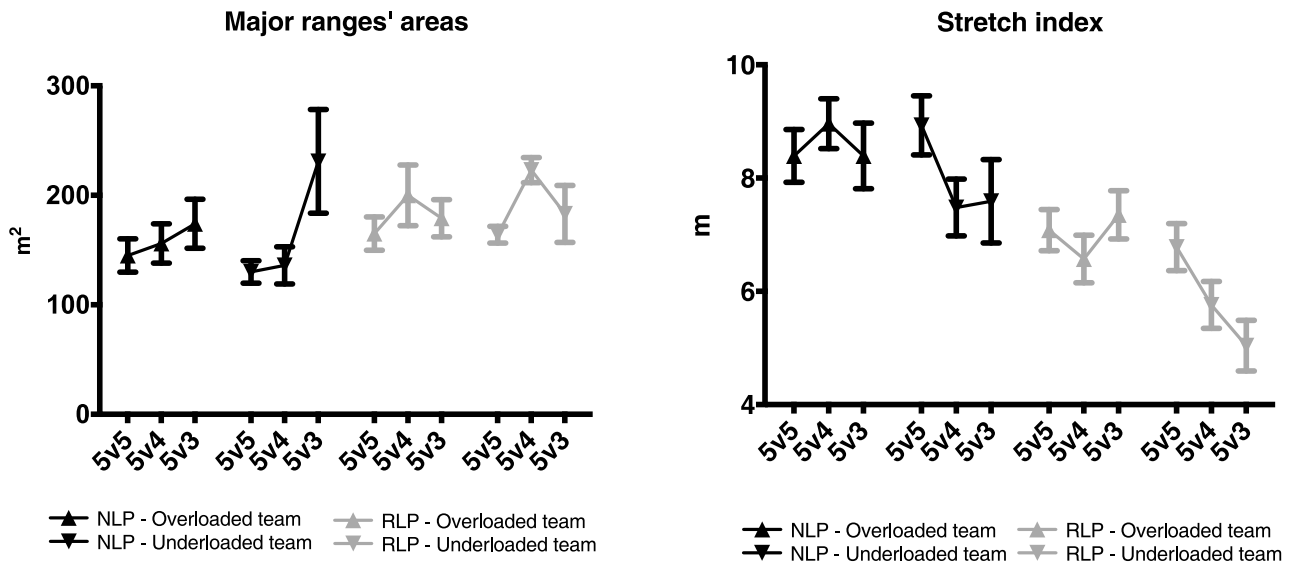 Major ranges' areas
300
200
100
0
m²
5v5 5v4 5v3 5v5 5v4 5v3 5v5 5v4 5v3 5v5 5v4 5v3
NLP - Overloaded team RLP - Overloaded team
NLP - Underloaded team RLP - Underloaded team
Stretch index
10
8
6
4
m
5v5 5v4 5v3 5v5 5v4 5v3 5v5 5v4 5v3 5v5 5v4 5v3
NLP - Overloaded team RLP - Overloaded team
NLP - Underloaded team RLP - Underloaded team